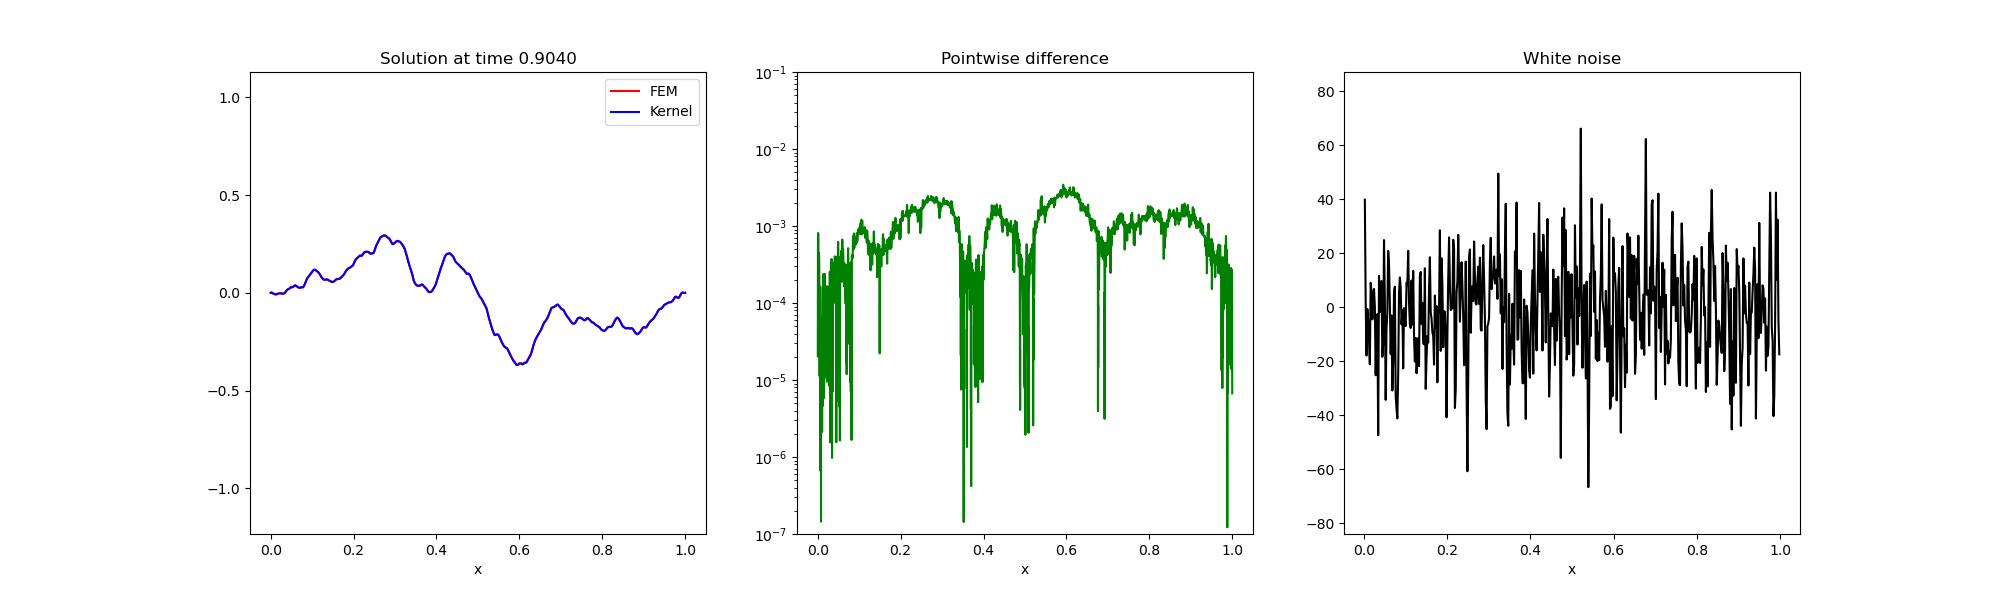 Solution at time 0.9040
FEM
Kernel
1.0
0.5
0.0
−0.5
−1.0
0.0 0.2 0.4 0.6 0.8 1.0
x
Pointwise difference
10⁻¹
10⁻²
10⁻³
10⁻⁴
10⁻⁵
10⁻⁶
10⁻⁷
0.0 0.2 0.4 0.6 0.8 1.0
x
White noise
80
60
40
20
0
−20
−40
−60
−80
0.0 0.2 0.4 0.6 0.8 1.0
x